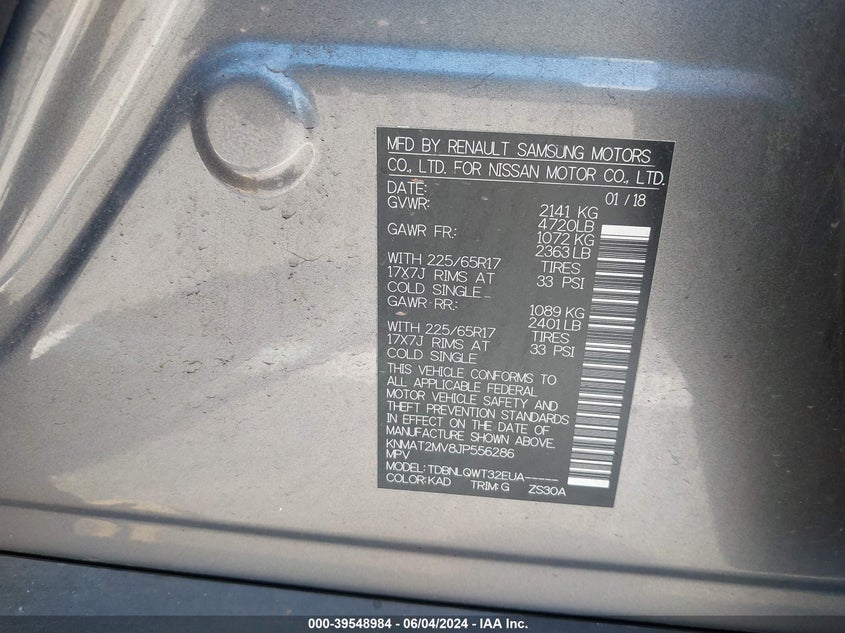 MFD BY RENAULT SAMSUNG MOTORS
CO., LTD. FOR NISSAN MOTOR CO., LTD.
DATE: 01/18
GVWR: 2141 KG
4720LB
GAWR FR: 1072 KG
2363LB
WITH 225/65R17 TIRES
17X7J RIMS AT 33 PSI
COLD SINGLE
GAWR RR: 1089 KG
2401LB
WITH 225/65R17 TIRES
17X7J RIMS AT 33 PSI
COLD SINGLE
THIS VEHICLE CONFORMS TO
ALL APPLICABLE FEDERAL
MOTOR VEHICLE SAFETY AND
THEFT PREVENTION STANDARDS
IN EFFECT ON THE DATE OF
MANUFACTURE SHOWN ABOVE.
KNMAT2MV8JP556286
MPV
MODEL: TDBNLQWT32EUA-----
COLOR: KAD TRIM: G ZS30A
000-39548984 - 06/04/2024 - IAA Inc.